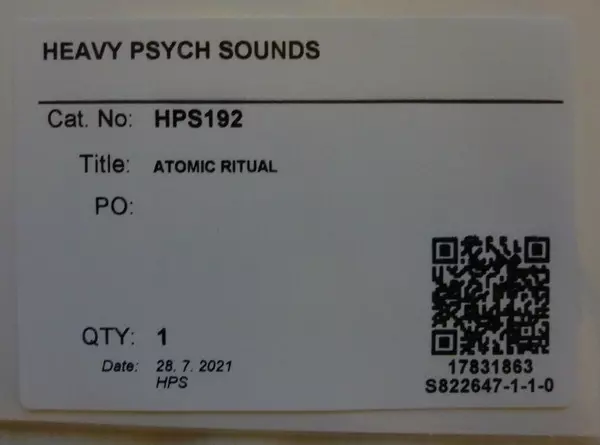 HEAVY PSYCH SOUNDS
Cat. No: HPS192
Title: ATOMIC RITUAL
PO:
QTY: 1
Date: 28. 7. 2021
HPS
17831863
S822647-1-1-0